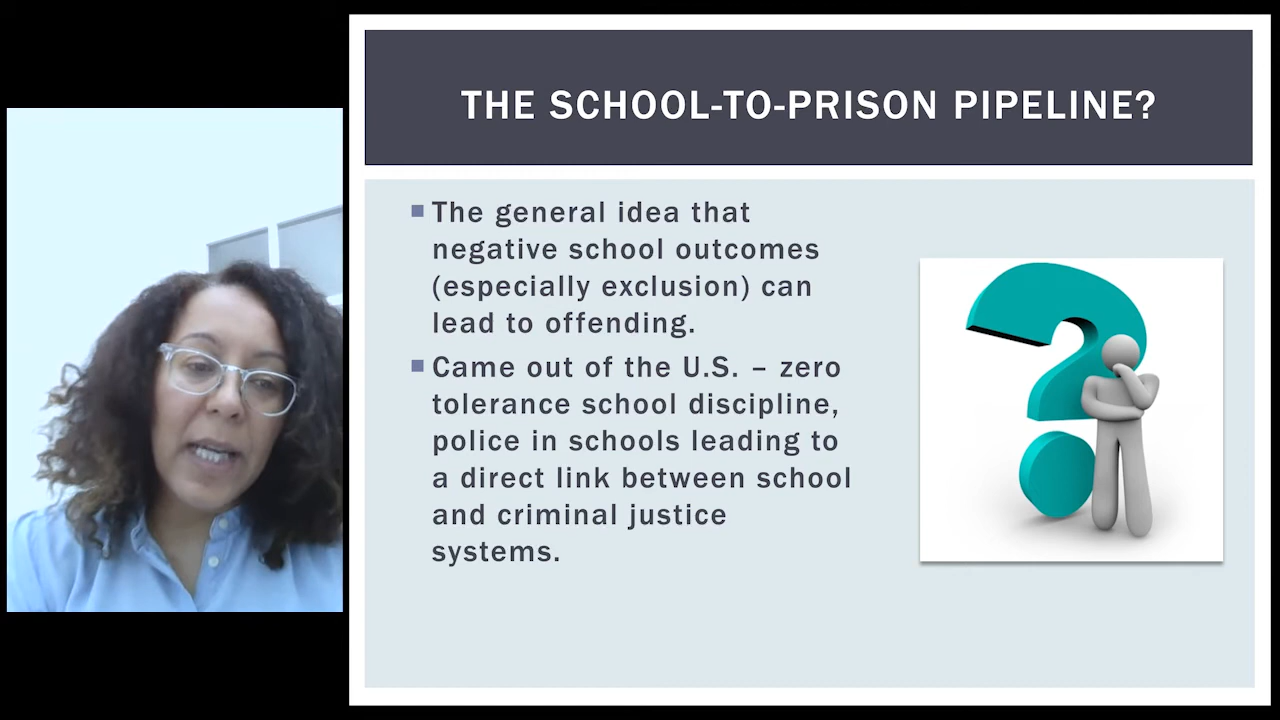 THE SCHOOL-TO-PRISON PIPELINE?
The general idea that
negative school outcomes
(especially exclusion) can
lead to offending.
Came out of the U.S. – zero
tolerance school discipline,
police in schools leading to
a direct link between school
and criminal justice
systems.